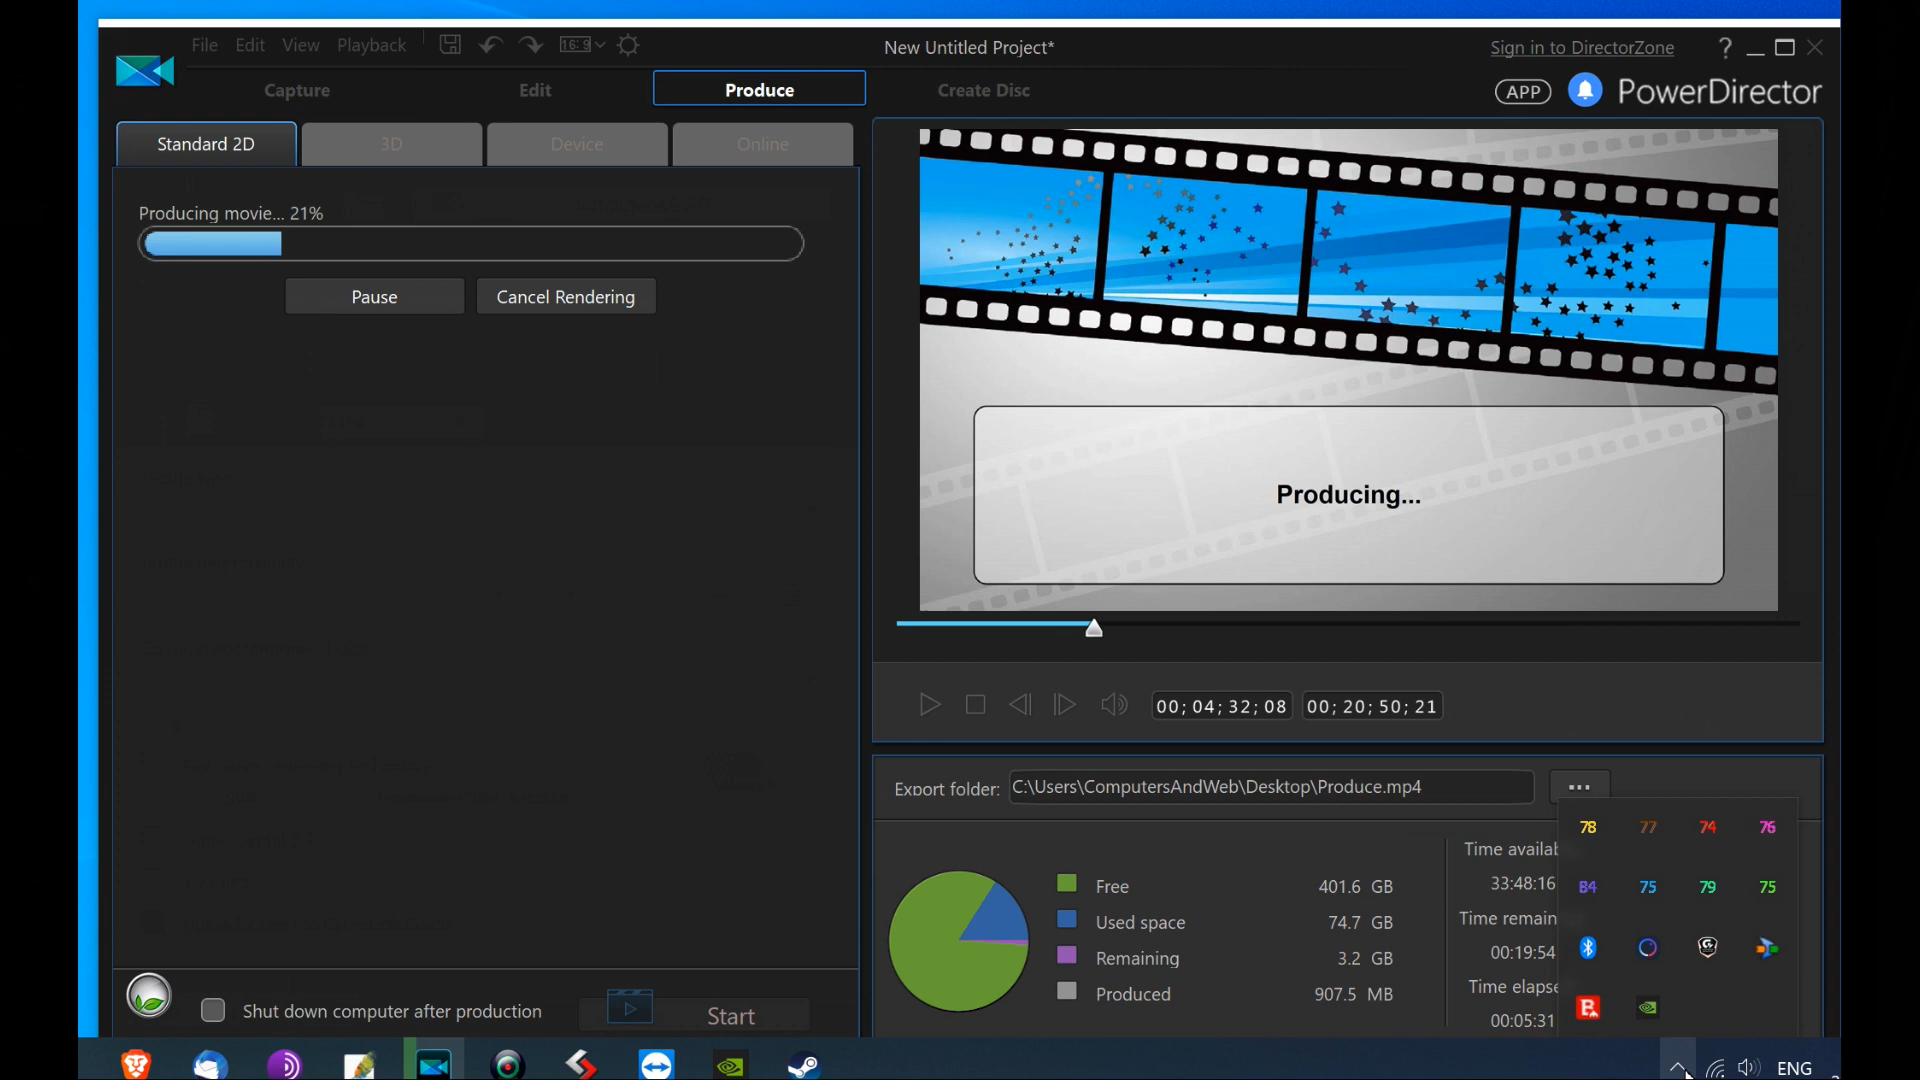 File Edit View Playback 16:9
New Untitled Project*
Sign in to DirectorZone ?
Capture Edit Produce Create Disc
APP PowerDirector
Standard 2D 3D Device Online
Producing movie... 21%
Pause Cancel Rendering
Producing...
00; 04; 32; 08 00; 20; 50; 21
Export folder: C:\Users\ComputersAndWeb\Desktop\Produce.mp4 ...
78 77 74 76
84 75 79 75
Free 401.6 GB
Used space 74.7 GB
Remaining 3.2 GB
Produced 907.5 MB
Time availab
33:48:16
Time remain
00:19:54
Time elapse
00:05:31
Shut down computer after production
Start
ENG